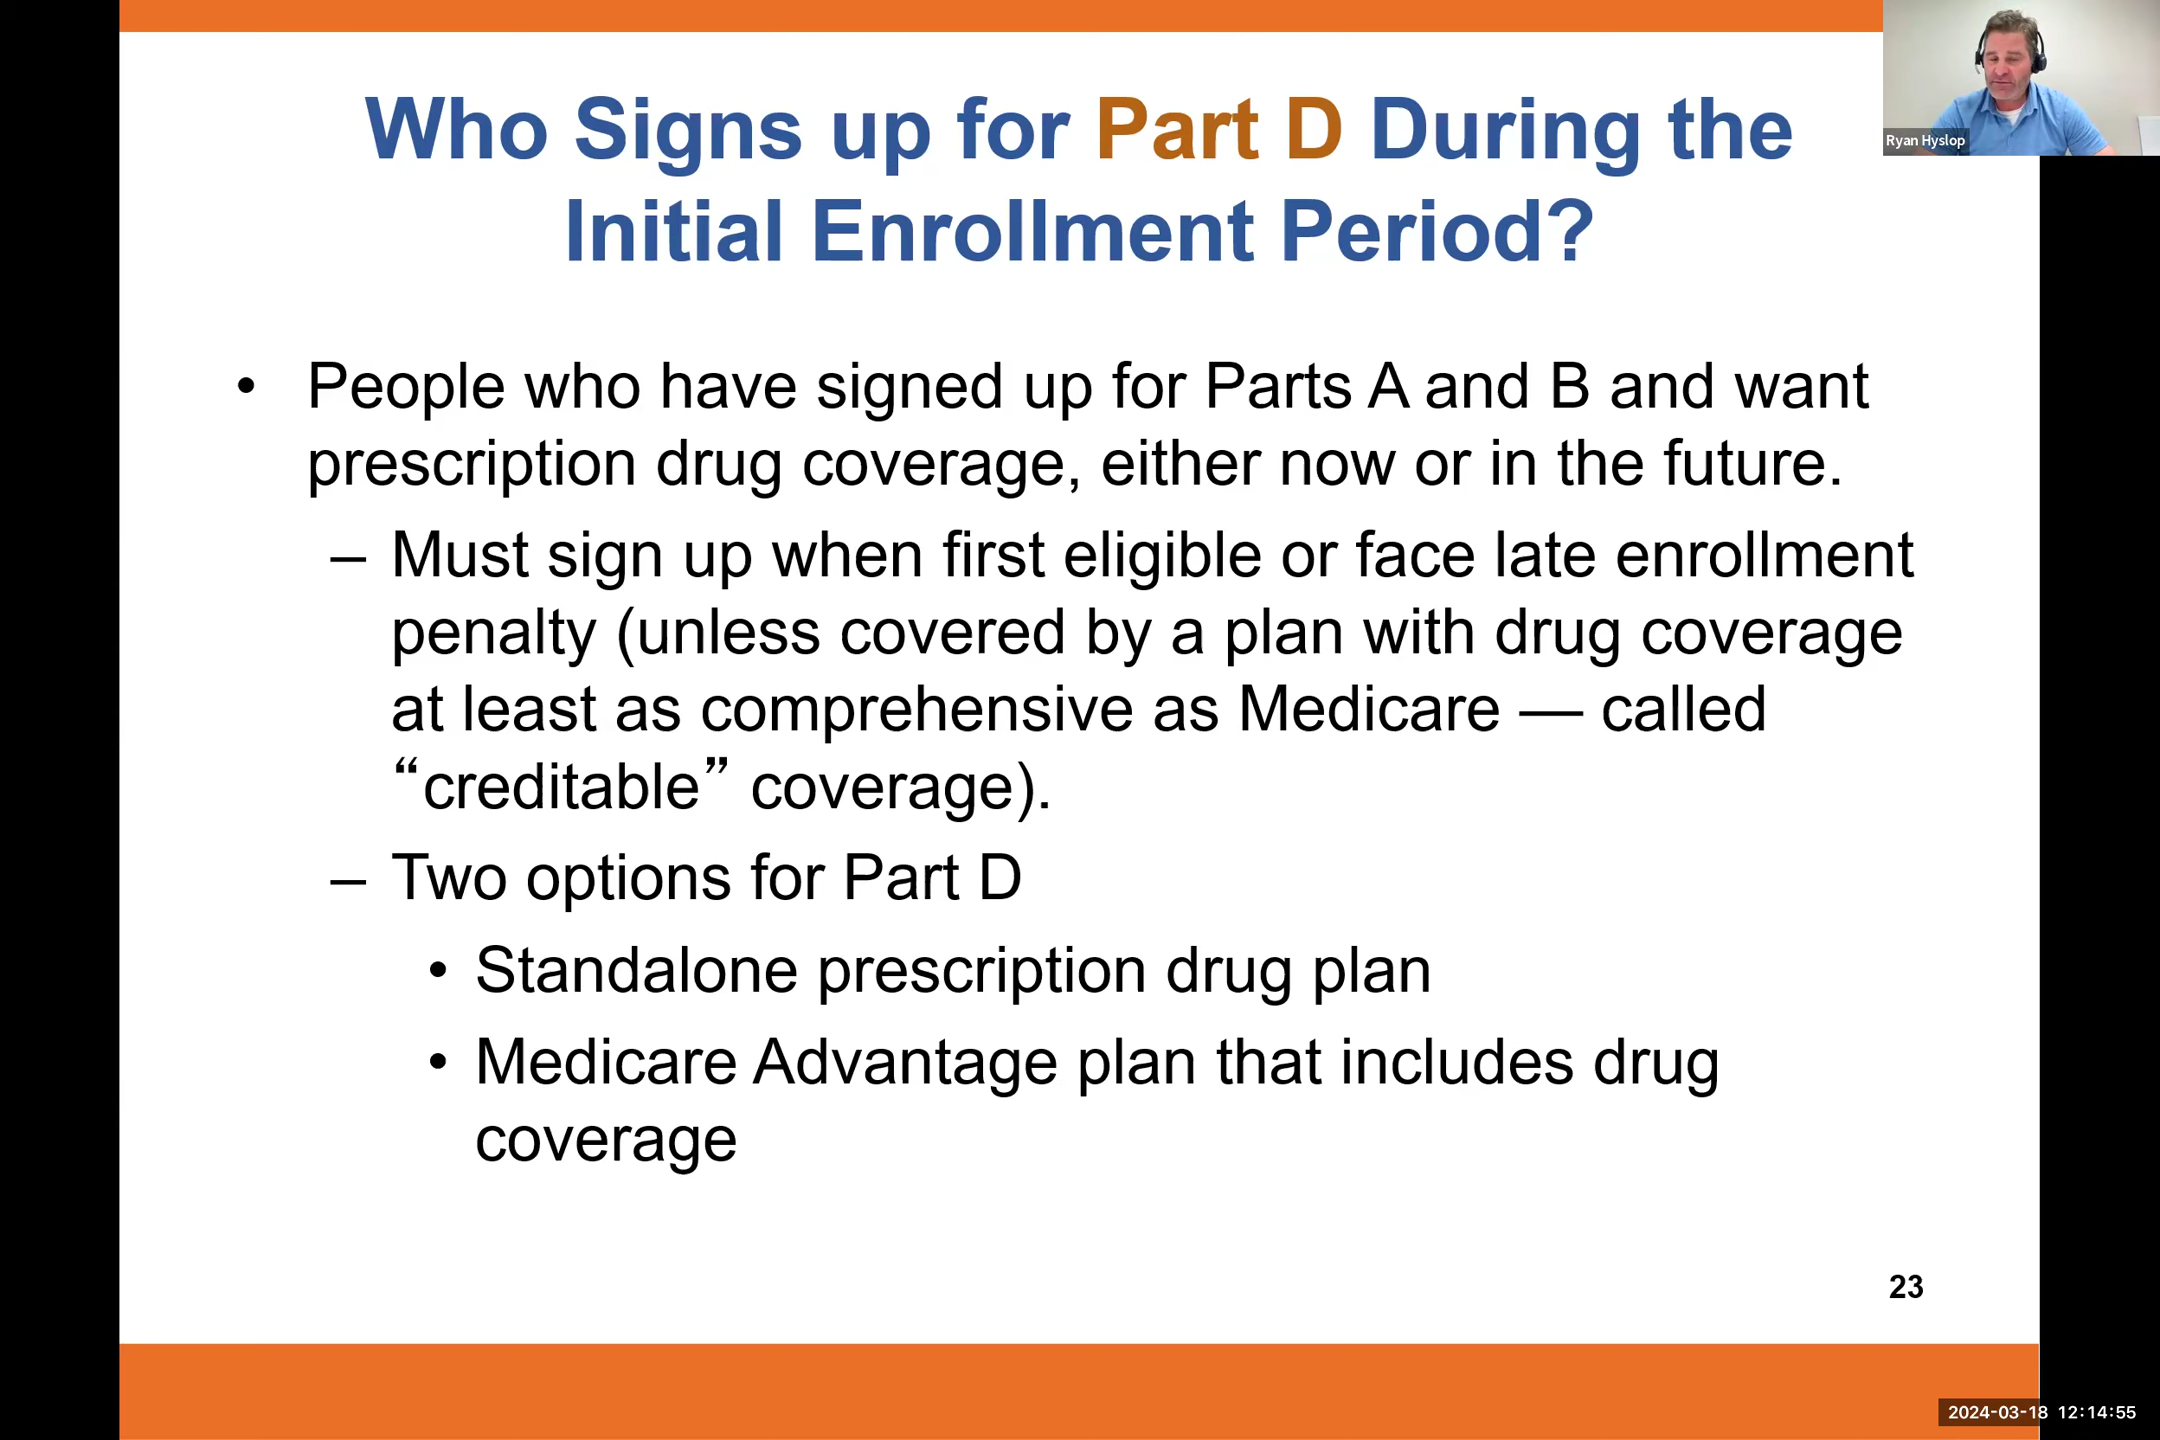 Who Signs up for Part D During the
Initial Enrollment Period?
Ryan Hyslop
• People who have signed up for Parts A and B and want
prescription drug coverage, either now or in the future.
– Must sign up when first eligible or face late enrollment
penalty (unless covered by a plan with drug coverage
at least as comprehensive as Medicare — called
“creditable” coverage).
– Two options for Part D
• Standalone prescription drug plan
• Medicare Advantage plan that includes drug
coverage
23
2024-03-18 12:14:55